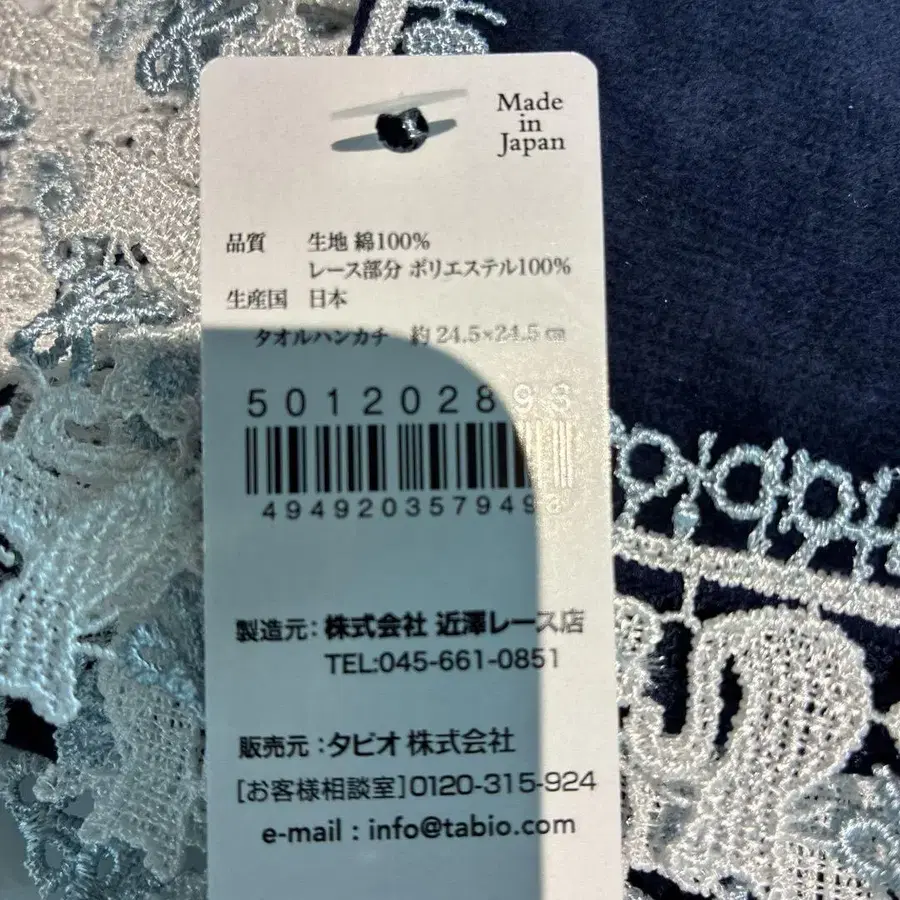 Made
in
Japan
品質 生地 綿100%
レース部分 ポリエステル100%
生産国 日本
タオルハンカチ 約 24.5×24.5㎝
501202893
4949203579493
製造元: 株式会社 近澤レース店
TEL:045-661-0851
販売元 : タビオ 株式会社
[お客様相談室]0120-315-924
e-mail : info@tabio.com